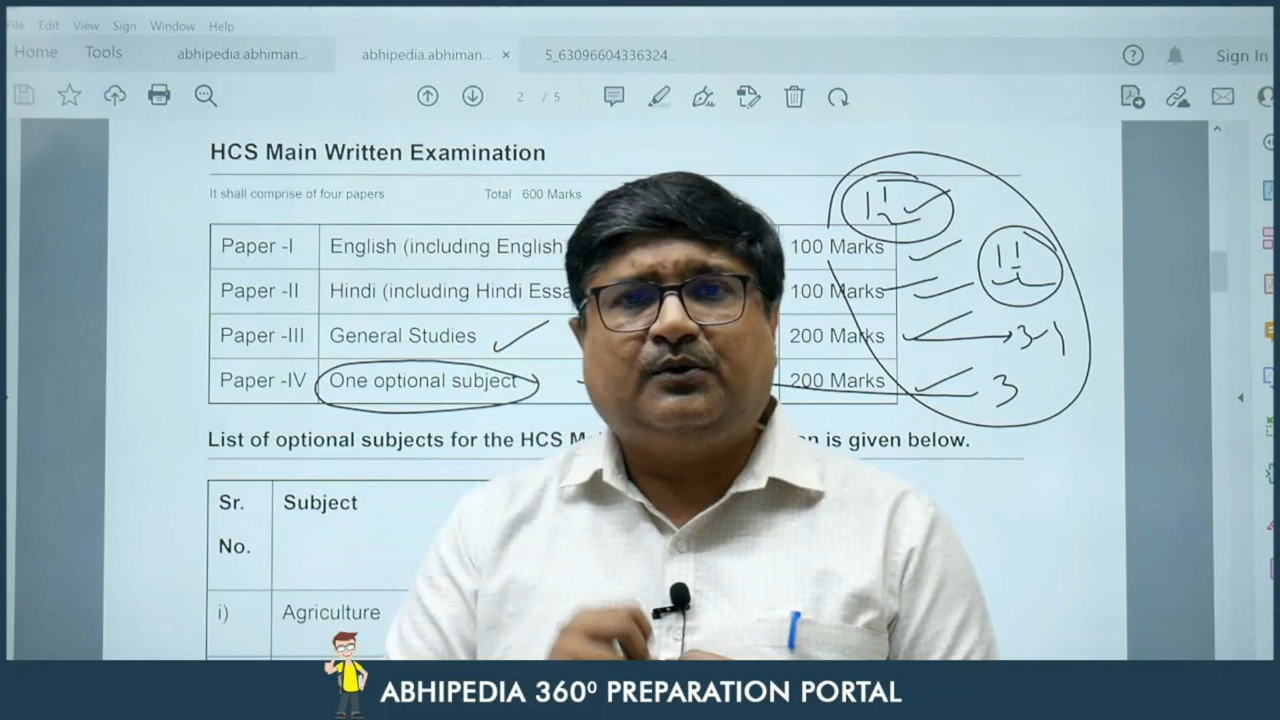 File Edit View Sign Window Help
Home Tools abhipedia.abhiman... abhipedia.abhiman... × 5_63096604336324... Sign In
2 / 5
HCS Main Written Examination
It shall comprise of four papers Total 600 Marks
Paper -I English (including English 100 Marks
Paper -II Hindi (including Hindi Essa 100 Marks
Paper -III General Studies 200 Marks 3-1
Paper -IV One optional subject 200 Marks 3
List of optional subjects for the HCS M n is given below.
Sr. No. Subject
i) Agriculture
ABHIPEDIA 360⁰ PREPARATION PORTAL